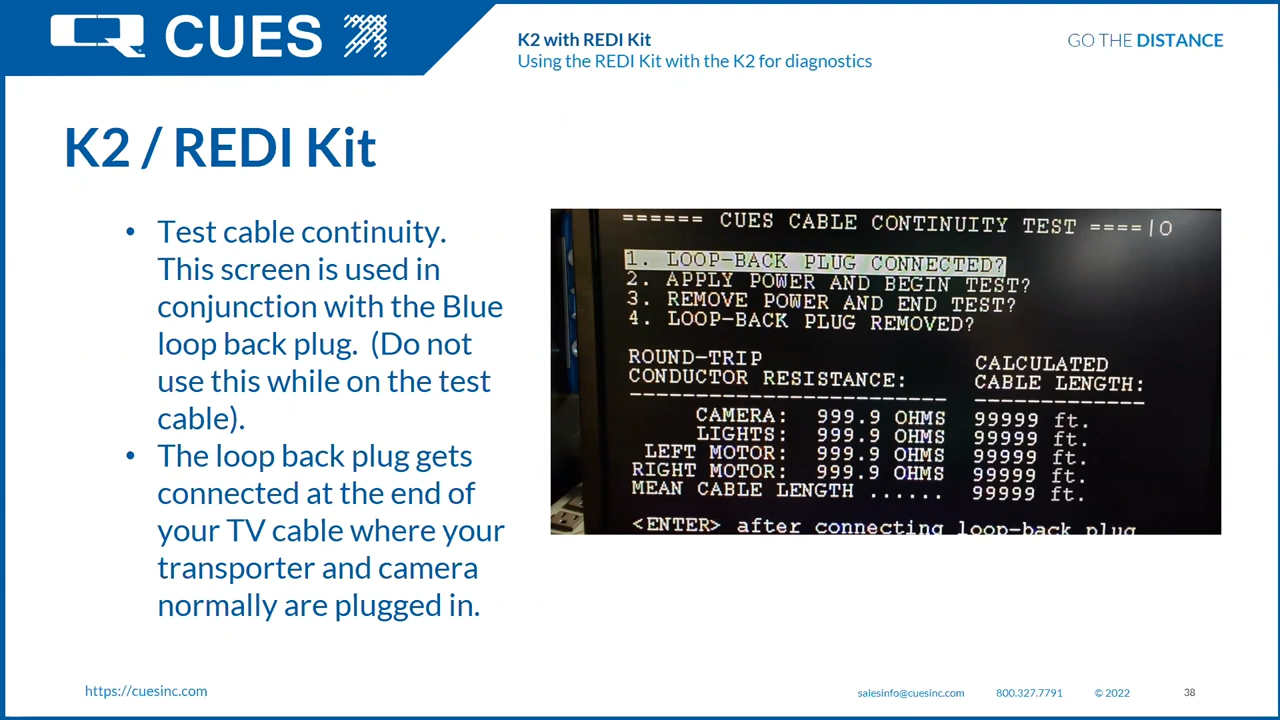 CUES
K2 with REDI Kit
Using the REDI Kit with the K2 for diagnostics
GO THE DISTANCE
K2 / REDI Kit
• Test cable continuity.
This screen is used in
conjunction with the Blue
loop back plug. (Do not
use this while on the test
cable).
• The loop back plug gets
connected at the end of
your TV cable where your
transporter and camera
normally are plugged in.
====== CUES CABLE CONTINUITY TEST ====|O
1. LOOP-BACK PLUG CONNECTED?
2. APPLY POWER AND BEGIN TEST?
3. REMOVE POWER AND END TEST?
4. LOOP-BACK PLUG REMOVED?
ROUND-TRIP CALCULATED
CONDUCTOR RESISTANCE: CABLE LENGTH:
----------------------- -------------
CAMERA: 999.9 OHMS 99999 ft.
LIGHTS: 999.9 OHMS 99999 ft.
LEFT MOTOR: 999.9 OHMS 99999 ft.
RIGHT MOTOR: 999.9 OHMS 99999 ft.
MEAN CABLE LENGTH ...... 99999 ft.
<ENTER> after connecting loop-back plug
https://cuesinc.com
salesinfo@cuesinc.com 800.327.7791 © 2022 38